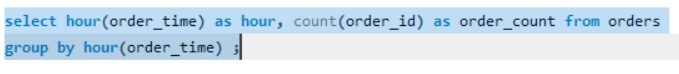 select hour(order_time) as hour, count(order_id) as order_count from orders
group by hour(order_time) ;